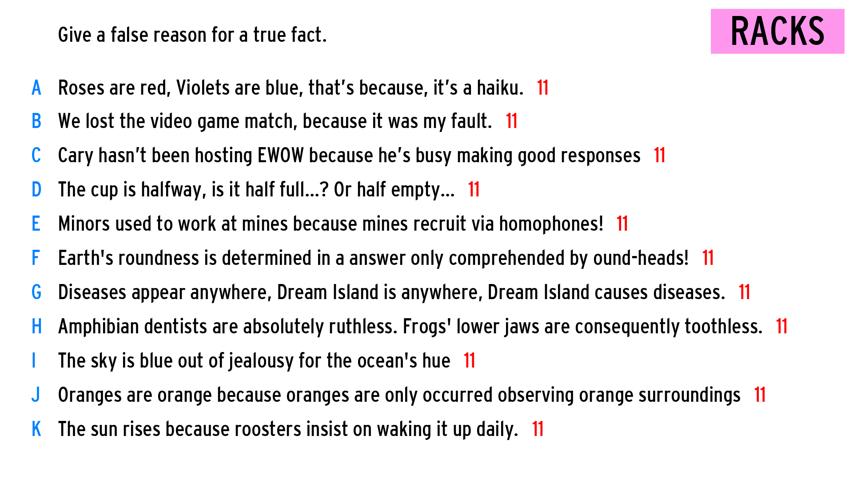 Give a false reason for a true fact.
RACKS
A Roses are red, Violets are blue, that's because, it's a haiku. 11
B We lost the video game match, because it was my fault. 11
C Cary hasn't been hosting EWOW because he's busy making good responses 11
D The cup is halfway, is it half full...? Or half empty... 11
E Minors used to work at mines because mines recruit via homophones! 11
F Earth's roundness is determined in a answer only comprehended by ound-heads! 11
G Diseases appear anywhere, Dream Island is anywhere, Dream Island causes diseases. 11
H Amphibian dentists are absolutely ruthless. Frogs' lower jaws are consequently toothless. 11
I The sky is blue out of jealousy for the ocean's hue 11
J Oranges are orange because oranges are only occurred observing orange surroundings 11
K The sun rises because roosters insist on waking it up daily. 11